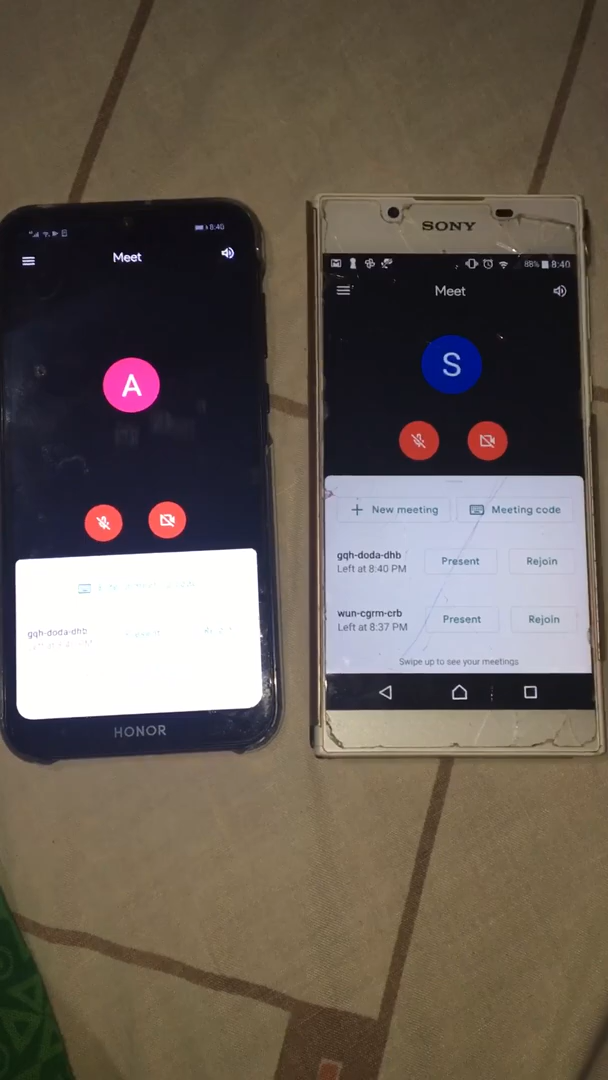 8:40
Meet
A
gqh-doda-dhb
HONOR
SONY
88% 8:40
Meet
S
+ New meeting
Meeting code
gqh-doda-dhb
Left at 8:40 PM
Present
Rejoin
wun-cgrm-crb
Left at 8:37 PM
Present
Rejoin
Swipe up to see your meetings